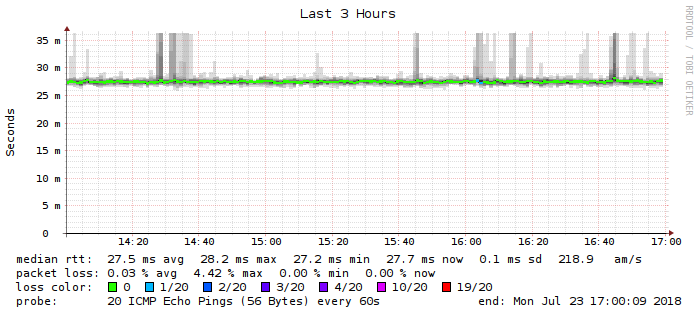 Last 3 Hours
RRDTOOL / TOBI OETIKER
Seconds
35 m
30 m
25 m
20 m
15 m
10 m
5 m
0
14:20 14:40 15:00 15:20 15:40 16:00 16:20 16:40 17:00
median rtt: 27.5 ms avg 28.2 ms max 27.2 ms min 27.7 ms now 0.1 ms sd 218.9 am/s
packet loss: 0.03 % avg 4.42 % max 0.00 % min 0.00 % now
loss color: 0 1/20 2/20 3/20 4/20 10/20 19/20
probe: 20 ICMP Echo Pings (56 Bytes) every 60s end: Mon Jul 23 17:00:09 2018